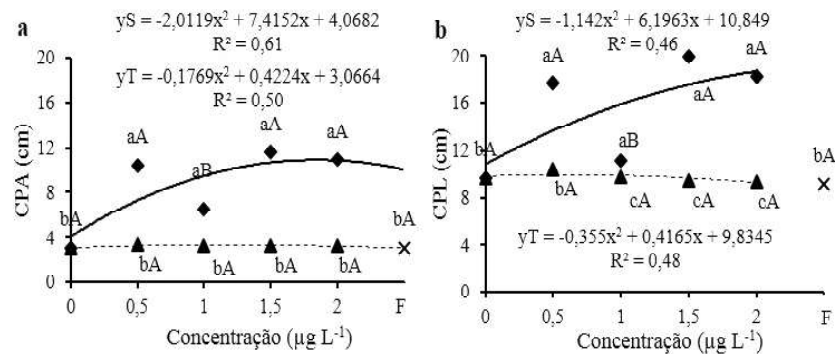 a
yS = -2,0119x² + 7,4152x + 4,0682
R² = 0,61
yT = -0,1769x² + 0,4224x + 3,0664
R² = 0,50
CPA (cm)
20
16
12
8
4
0
bA
aA
aB
aA
aA
bA
bA
bA
bA
bA
0
0,5
1
1,5
2
F
Concentração (µg L⁻¹)
b
yS = -1,142x² + 6,1963x + 10,849
R² = 0,46
CPL (cm)
20
16
12
8
4
0
bA
aA
aB
aA
aA
bA
bA
cA
cA
cA
yT = -0,355x² + 0,4165x + 9,8345
R² = 0,48
0
0,5
1
1,5
2
F
Concentração (µg L⁻¹)